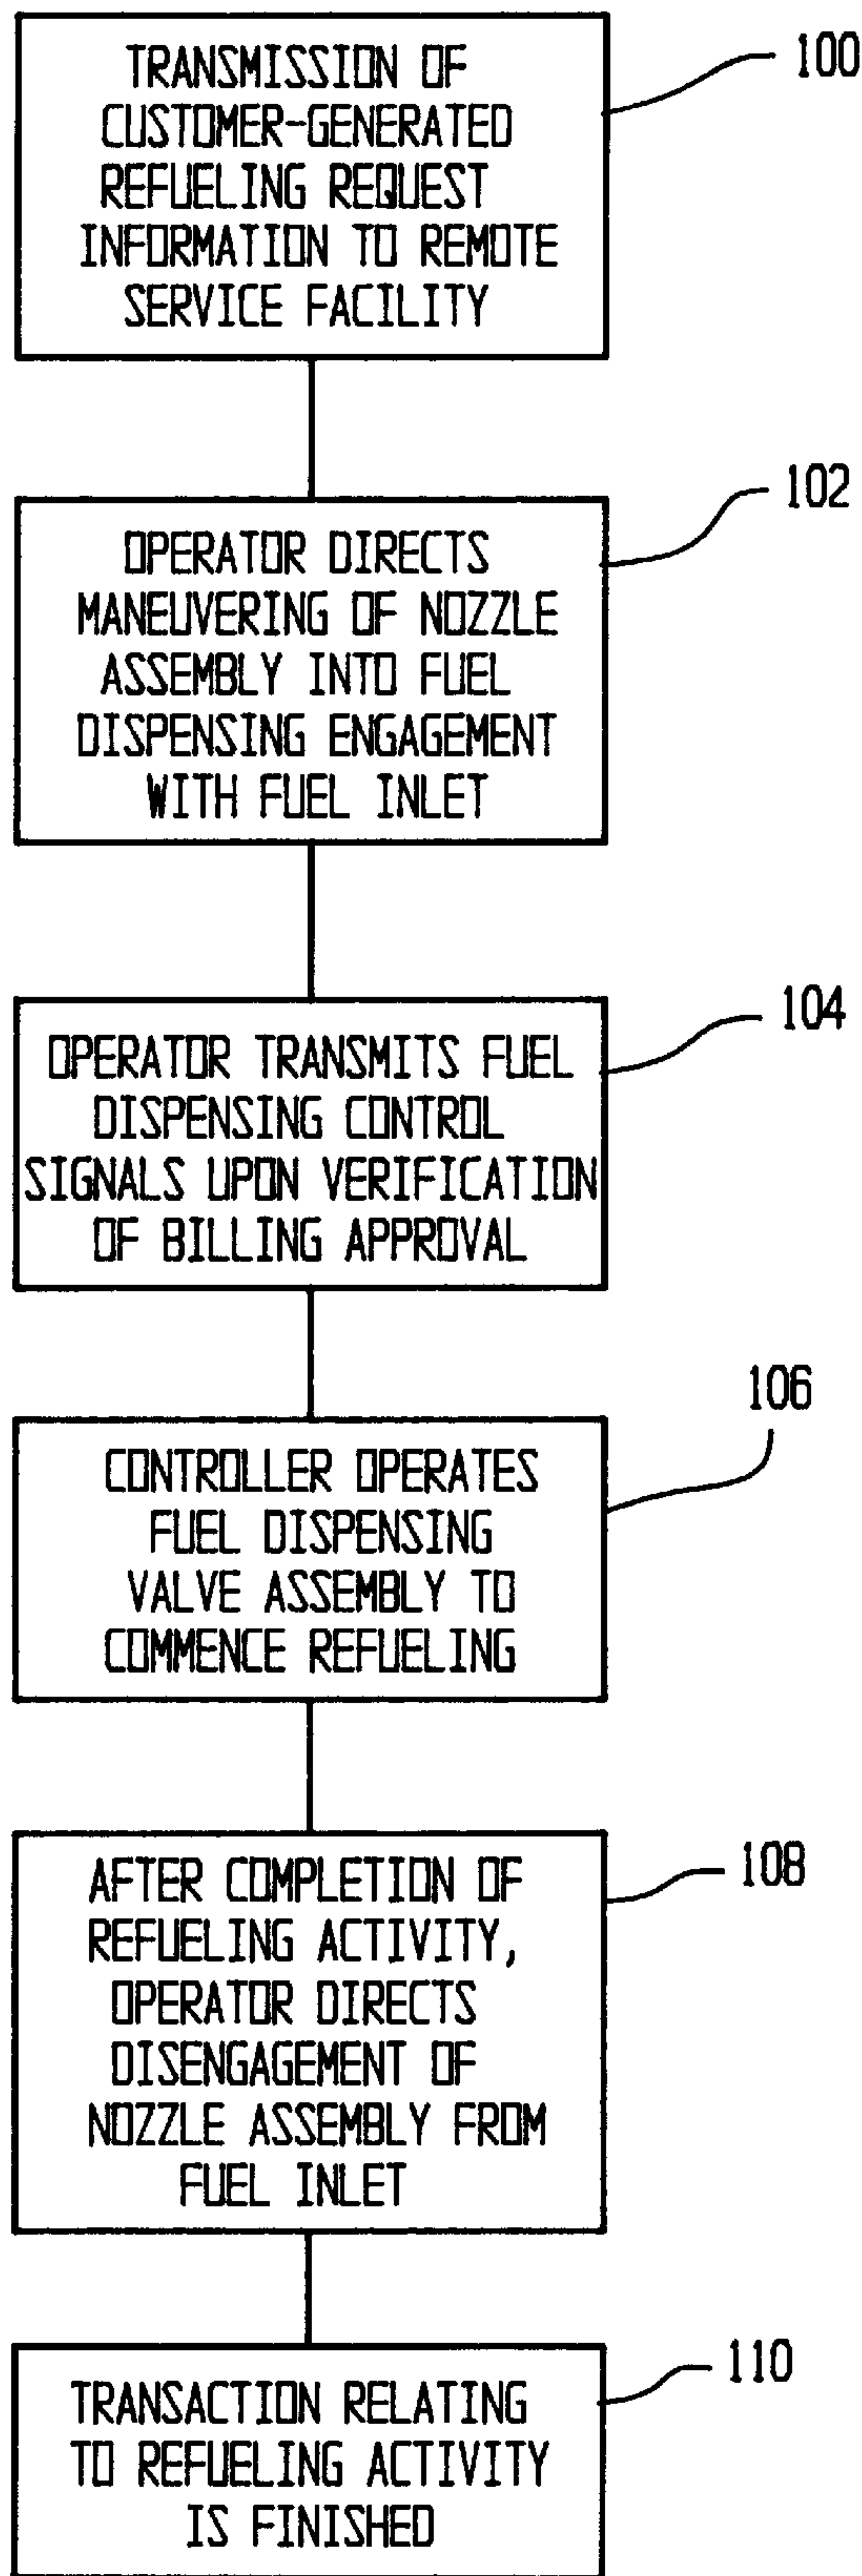 TRANSMISSION OF
CUSTOMER-GENERATED
REFUELING REQUEST
INFORMATION TO REMOTE
SERVICE FACILITY
100
OPERATOR DIRECTS
MANEUVERING OF NOZZLE
ASSEMBLY INTO FUEL
DISPENSING ENGAGEMENT
WITH FUEL INLET
102
OPERATOR TRANSMITS FUEL
DISPENSING CONTROL
SIGNALS UPON VERIFICATION
OF BILLING APPROVAL
104
CONTROLLER OPERATES
FUEL DISPENSING
VALVE ASSEMBLY TO
COMMENCE REFUELING
106
AFTER COMPLETION OF
REFUELING ACTIVITY,
OPERATOR DIRECTS
DISENGAGEMENT OF
NOZZLE ASSEMBLY FROM
FUEL INLET
108
TRANSACTION RELATING
TO REFUELING ACTIVITY
IS FINISHED
110